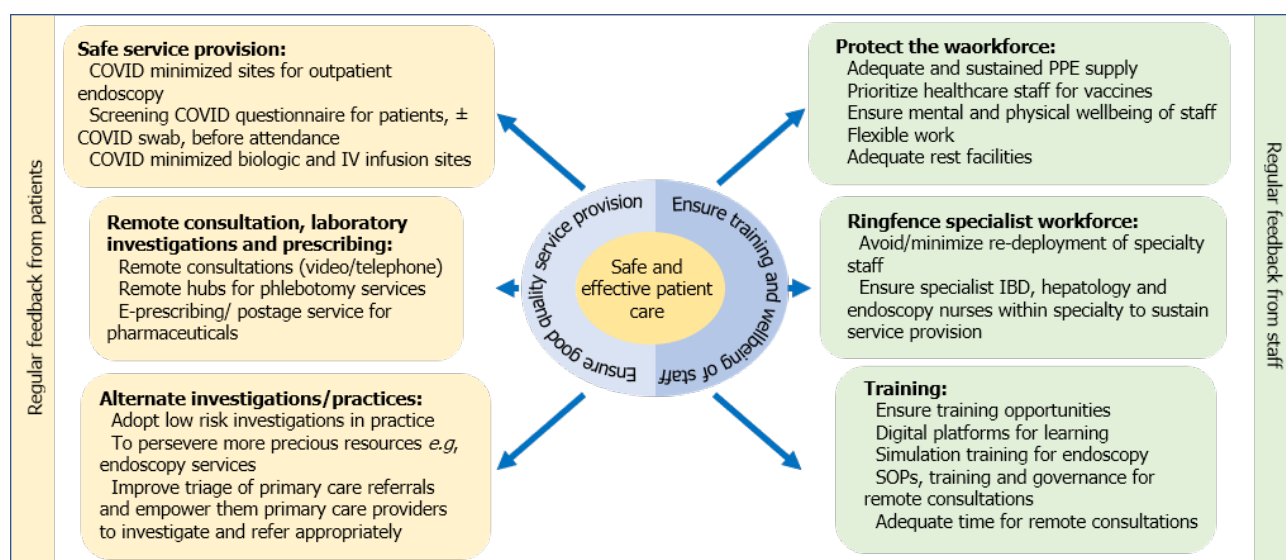 Regular feedback from patients
Safe service provision:
COVID minimized sites for outpatient
endoscopy
Screening COVID questionnaire for patients, ±
COVID swab, before attendance
COVID minimized biologic and IV infusion sites
Remote consultation, laboratory
investigations and prescribing:
Remote consultations (video/telephone)
Remote hubs for phlebotomy services
E-prescribing/ postage service for
pharmaceuticals
Alternate investigations/practices:
Adopt low risk investigations in practice
To persevere more precious resources e.g,
endoscopy services
Improve triage of primary care referrals
and empower them primary care providers
to investigate and refer appropriately
Ensure good quality service provision
Safe and
effective patient
care
Ensure training and wellbeing of staff
Protect the waorkforce:
Adequate and sustained PPE supply
Prioritize healthcare staff for vaccines
Ensure mental and physical wellbeing of staff
Flexible work
Adequate rest facilities
Ringfence specialist workforce:
Avoid/minimize re-deployment of specialty
staff
Ensure specialist IBD, hepatology and
endoscopy nurses within specialty to sustain
service provision
Training:
Ensure training opportunities
Digital platforms for learning
Simulation training for endoscopy
SOPs, training and governance for
remote consultations
Adequate time for remote consultations
Regular feedback from staff